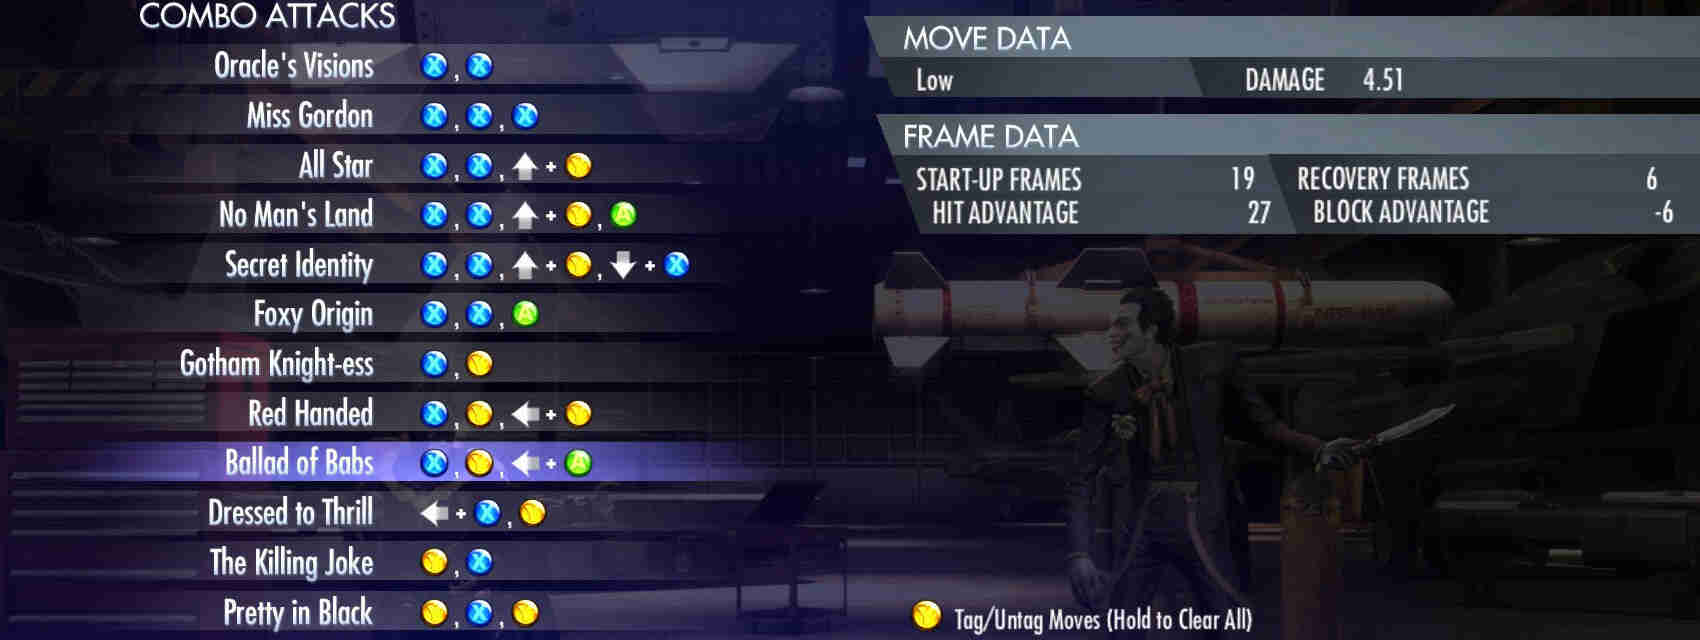 COMBO ATTACKS
Oracle's Visions X, X
Miss Gordon X, X, X
All Star X, X, ⬆ + Y
No Man's Land X, X, ⬆ + Y, A
Secret Identity X, X, ⬆ + Y, ⬇ + X
Foxy Origin X, X, A
Gotham Knight-ess X, Y
Red Handed X, Y, ⬅ + Y
Ballad of Babs X, Y, ⬅ + A
Dressed to Thrill ⬅ + X, Y
The Killing Joke Y, X
Pretty in Black Y, X, Y
MOVE DATA
Low DAMAGE 4.51
FRAME DATA
START-UP FRAMES 19 RECOVERY FRAMES 6
HIT ADVANTAGE 27 BLOCK ADVANTAGE -6
Y Tag/Untag Moves (Hold to Clear All)